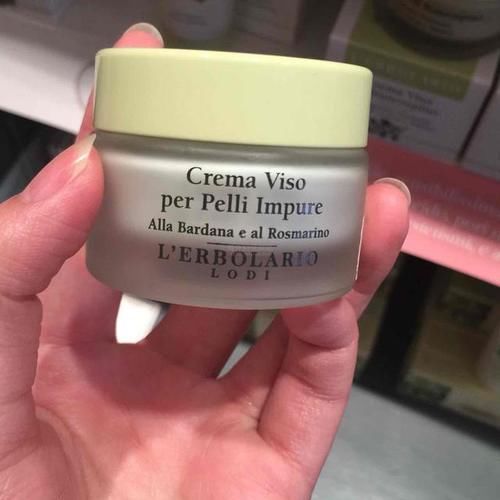 Crema Viso
per Pelli Impure
Alla Bardana e al Rosmarino
L'ERBOLARIO
LODI